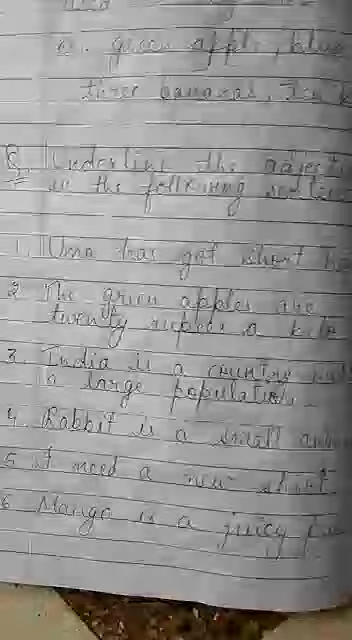 e.g. green apple, blue
three bananas, Ten
Q. Underline the
in the following
1. Uma has got short
2. The green apples are
twenty rupees a kilo
3. India is a country
a large population.
4. Rabbit is a small
5. I need a new shirt
6. Mango is a juicy